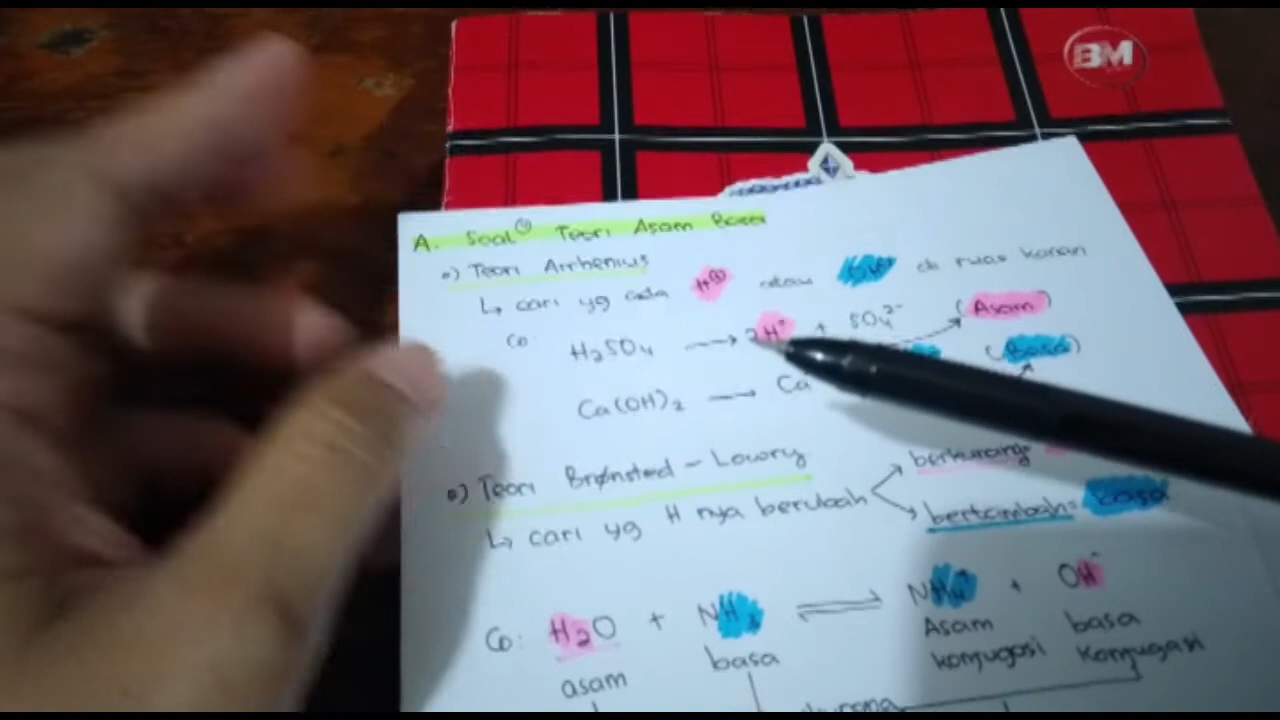 BM
A. Soal² Teori Asam Basa
o) Teori Arrhenius
↳ cari yg ada H⊕ atau di ruas kanan
Co H₂SO₄ → 2H⁺ + SO₄²⁻ (Asam)
Ca(OH)₂ → Ca (Basa)
o) Teori Brønsted - Lowry
↳ cari yg H nya berubah
berkurang
bertambah = basa
Co: H₂O + NH₃ ⇌ NH₄⁺ + OH⁻
asam basa Asam konjugasi basa konjugasi